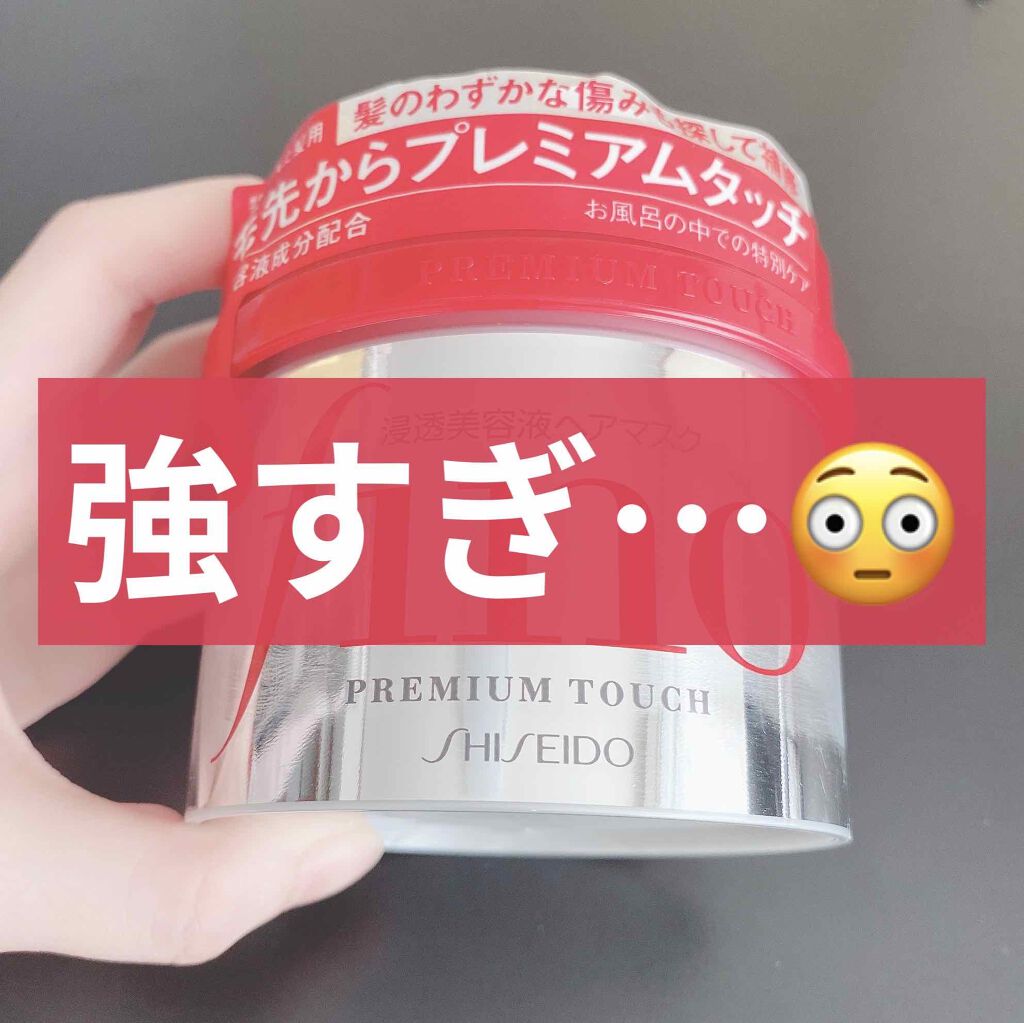 髪のわずかな傷みも探して補修
先からプレミアムタッチ
容液成分配合
お風呂の中での特別ケア
PREMIUM TOUCH
浸透美容液ヘアマスク
強すぎ…😳
fino
PREMIUM TOUCH
SHISEIDO